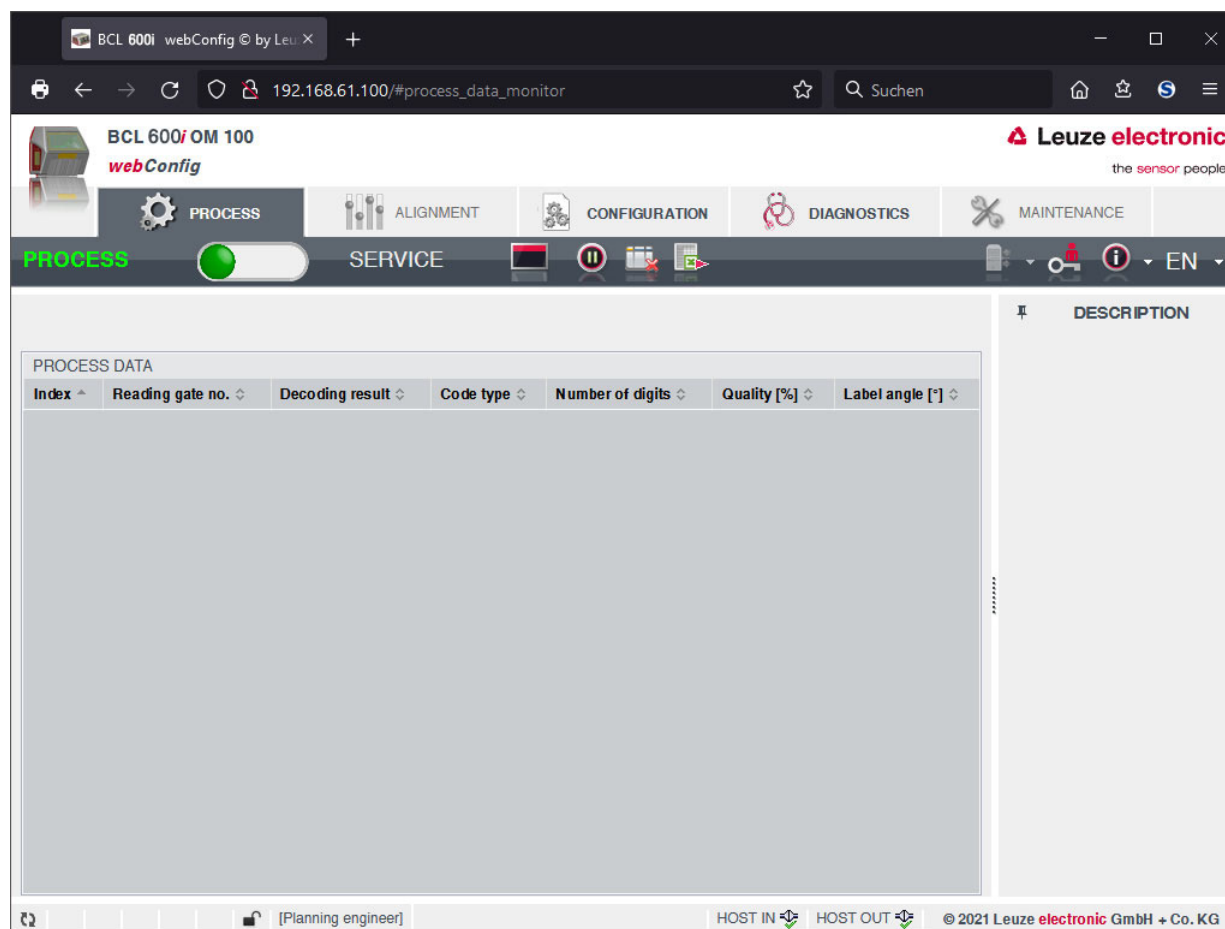 BCL 600i webConfig © by Leu
192.168.61.100/#process_data_monitor
Suchen
BCL 600i OM 100
webConfig
Leuze electronic
the sensor people
PROCESS
ALIGNMENT
CONFIGURATION
DIAGNOSTICS
MAINTENANCE
PROCESS
SERVICE
EN
DESCRIPTION
PROCESS DATA
Index Reading gate no. Decoding result Code type Number of digits Quality [%] Label angle [°]
[Planning engineer]
HOST IN
HOST OUT
© 2021 Leuze electronic GmbH + Co. KG